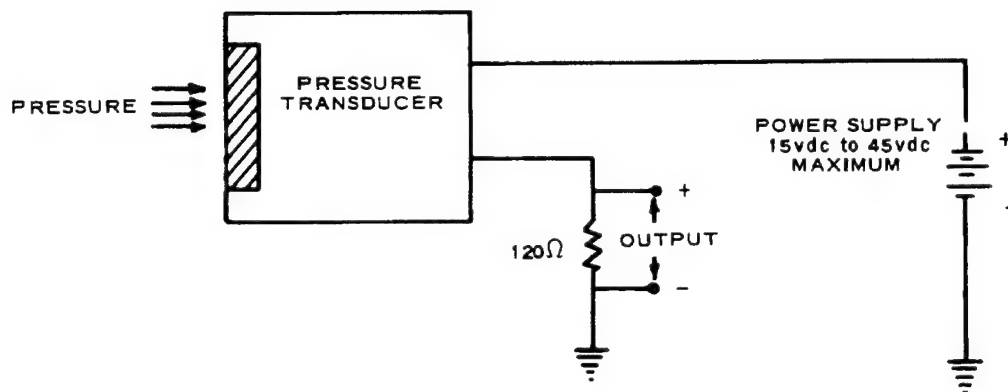 PRESSURE
PRESSURE
TRANSDUCER
POWER SUPPLY
15vdc to 45vdc
MAXIMUM
+
-
+
OUTPUT
120Ω
-